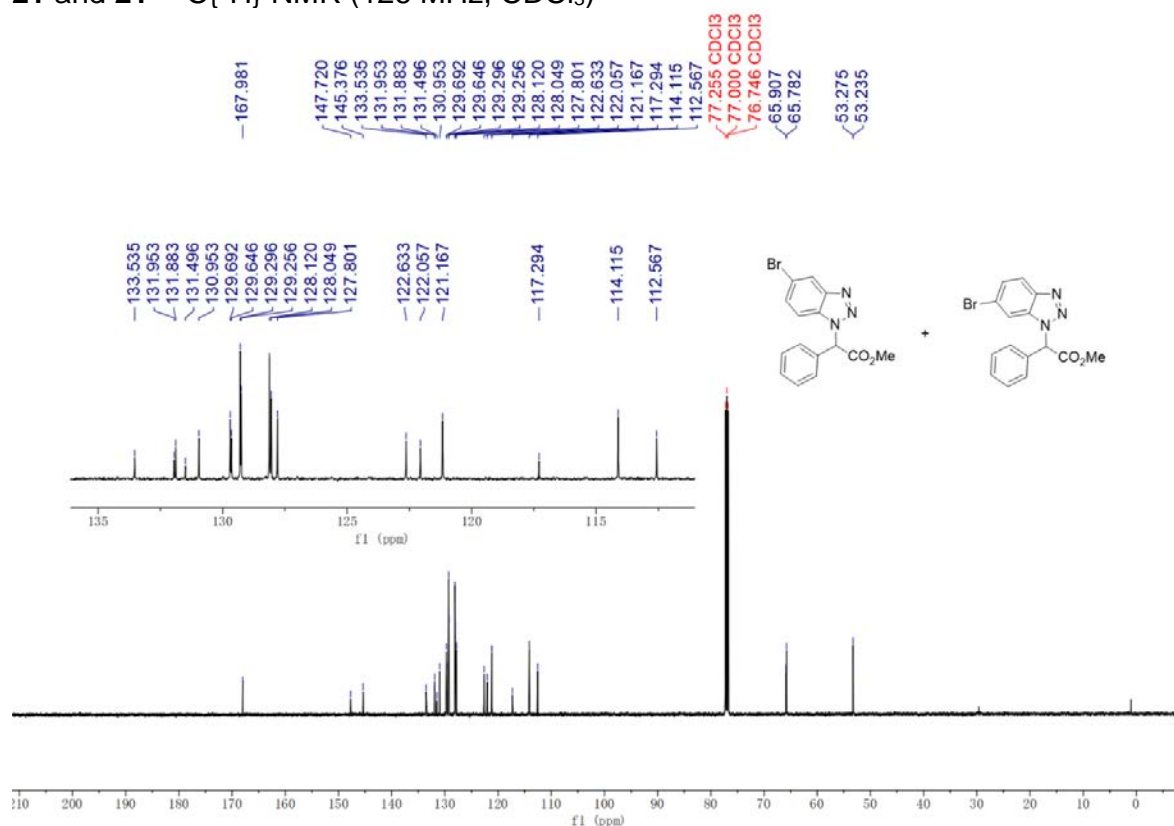 and C{ NMR MHz, CDCl₃)
167.981
147.720
145.376
133.535
131.953
131.883
131.496
130.953
129.692
129.646
129.296
129.256
128.120
128.049
127.801
122.633
122.057
121.167
117.294
114.115
112.567
77.255 CDCl3
77.000 CDCl3
76.746 CDCl3
65.907
65.782
53.275
53.235
133.535
131.953
131.883
131.496
130.953
129.692
129.646
129.296
129.256
128.120
128.049
127.801
122.633
122.057
121.167
117.294
114.115
112.567
Br
N
N
N
CO₂Me
+
Br
N
N
N
CO₂Me
135 130 125 120 115
f1 (ppm)
210 200 190 180 170 160 150 140 130 120 110 100 90 80 70 60 50 40 30 20 10 0
f1 (ppm)